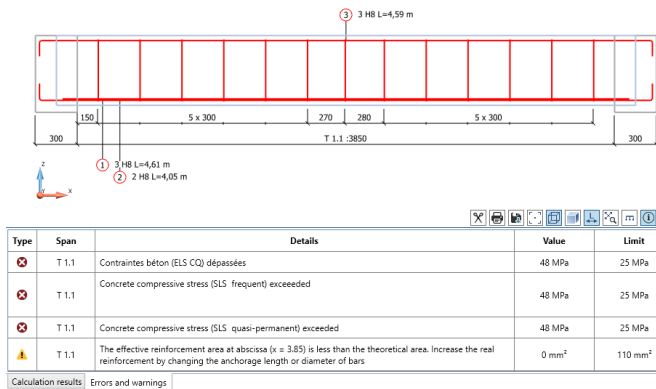 3 3 H8 L=4,59 m
150 5 x 300 270 280 5 x 300
300 T 1.1 :3850 300
1 3 H8 L=4,61 m
2 2 H8 L=4,05 m
z
Y x
Type Span Details Value Limit
T 1.1 Contraintes béton (ELS CQ) dépassées 48 MPa 25 MPa
T 1.1 Concrete compressive stress (SLS frequent) exceeeded 48 MPa 25 MPa
T 1.1 Concrete compressive stress (SLS quasi-permanent) exceeded 48 MPa 25 MPa
T 1.1 The effective reinforcement area at abscissa (x = 3.85) is less than the theoretical area. Increase the real 0 mm² 110 mm²
reinforcement by changing the anchorage length or diameter of bars
Calculation results Errors and warnings